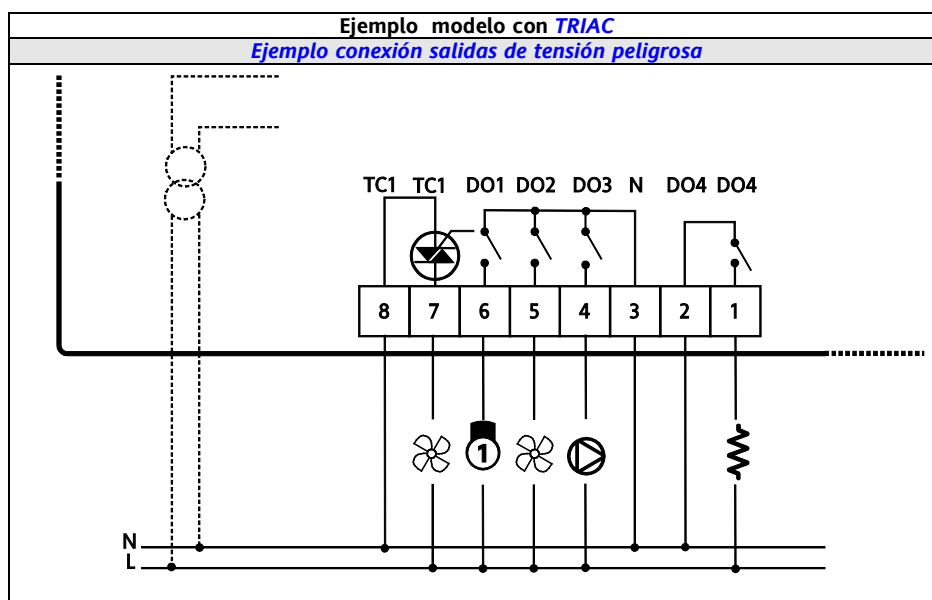 Ejemplo modelo con TRIAC
Ejemplo conexión salidas de tensión peligrosa
TC1 TC1 DO1 DO2 DO3 N DO4 DO4
8 7 6 5 4 3 2 1
1
N
L